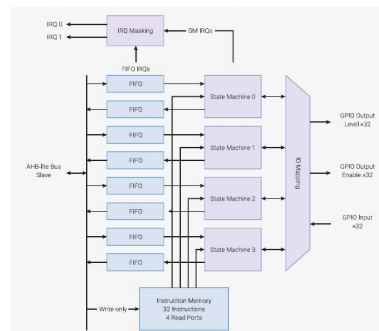 IRQ 0
IRQ 1
IRQ Masking
SM IRQs
FIFO IRQs
FIFO
FIFO
State Machine 0
FIFO
FIFO
State Machine 1
FIFO
FIFO
State Machine 2
FIFO
FIFO
State Machine 3
AHB-lite Bus
Slave
IO Mapping
GPIO Output
Level x32
GPIO Output
Enable x32
GPIO Input
x32
Write only
Instruction Memory
32 Instructions
4 Read Ports